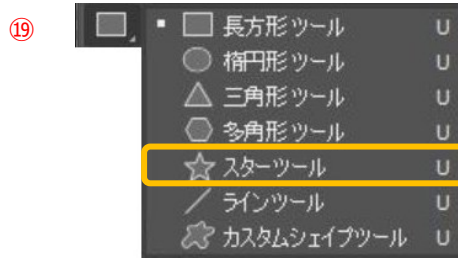 ⑲
長方形ツール U
楕円形ツール U
三角形ツール U
多角形ツール U
スターツール U
ラインツール U
カスタムシェイプツール U